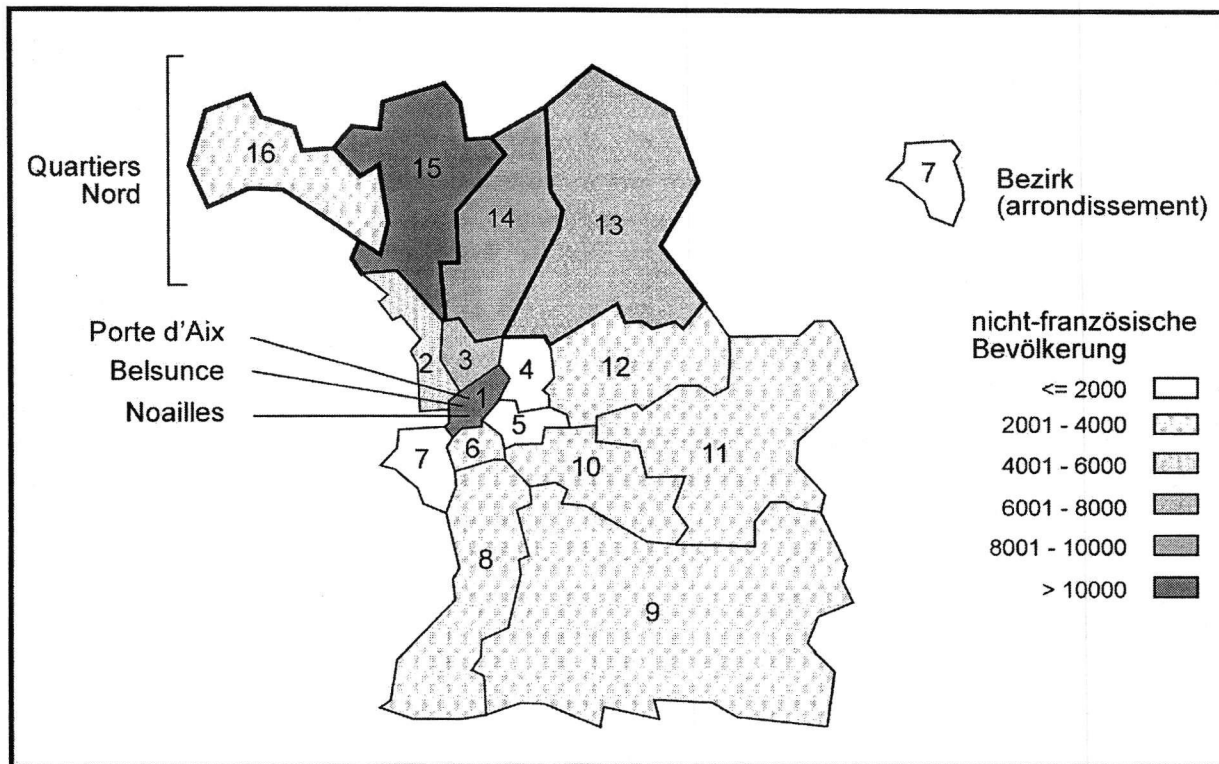 16
15
14
13
Quartiers
Nord
7
Bezirk
(arrondissement)
Porte d'Aix
Belsunce
Noailles
2
3
1
4
5
6
7
12
11
10
8
9
nicht-französische
Bevölkerung
<= 2000
2001 - 4000
4001 - 6000
6001 - 8000
8001 - 10000
> 10000